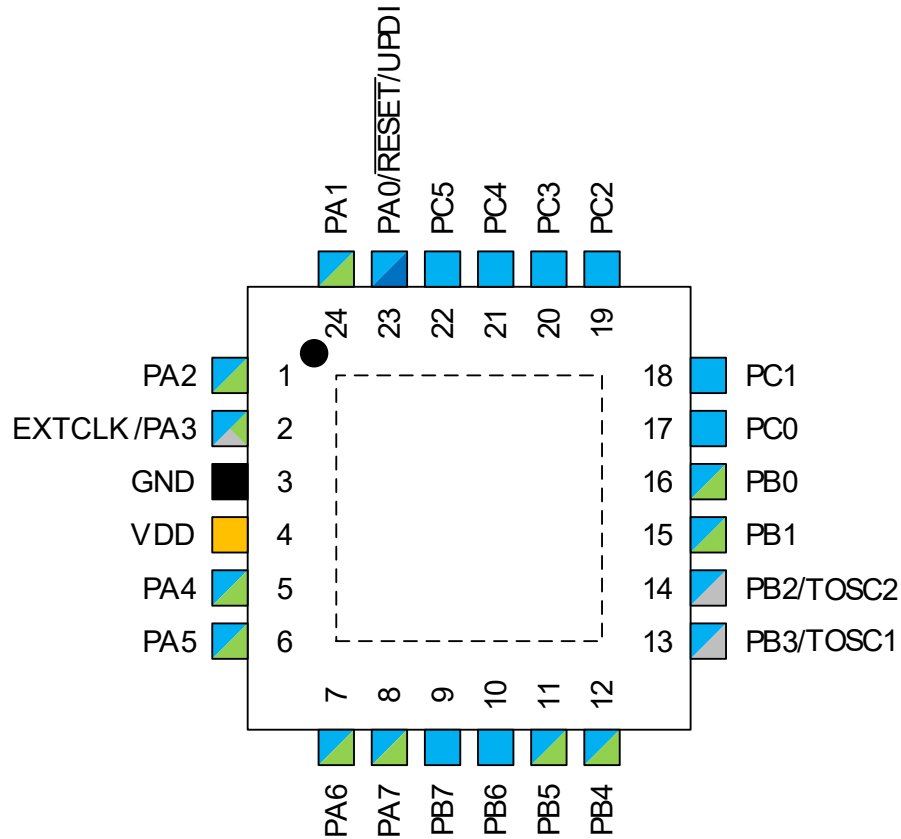 PA0/RESET/UPDI
PA1
PC5
PC4
PC3
PC2
24
23
22
21
20
19
PA2 1
EXTCLK/PA3 2
GND 3
VDD 4
PA4 5
PA5 6
18 PC1
17 PC0
16 PB0
15 PB1
14 PB2/TOSC2
13 PB3/TOSC1
7
8
9
10
11
12
PA6
PA7
PB7
PB6
PB5
PB4